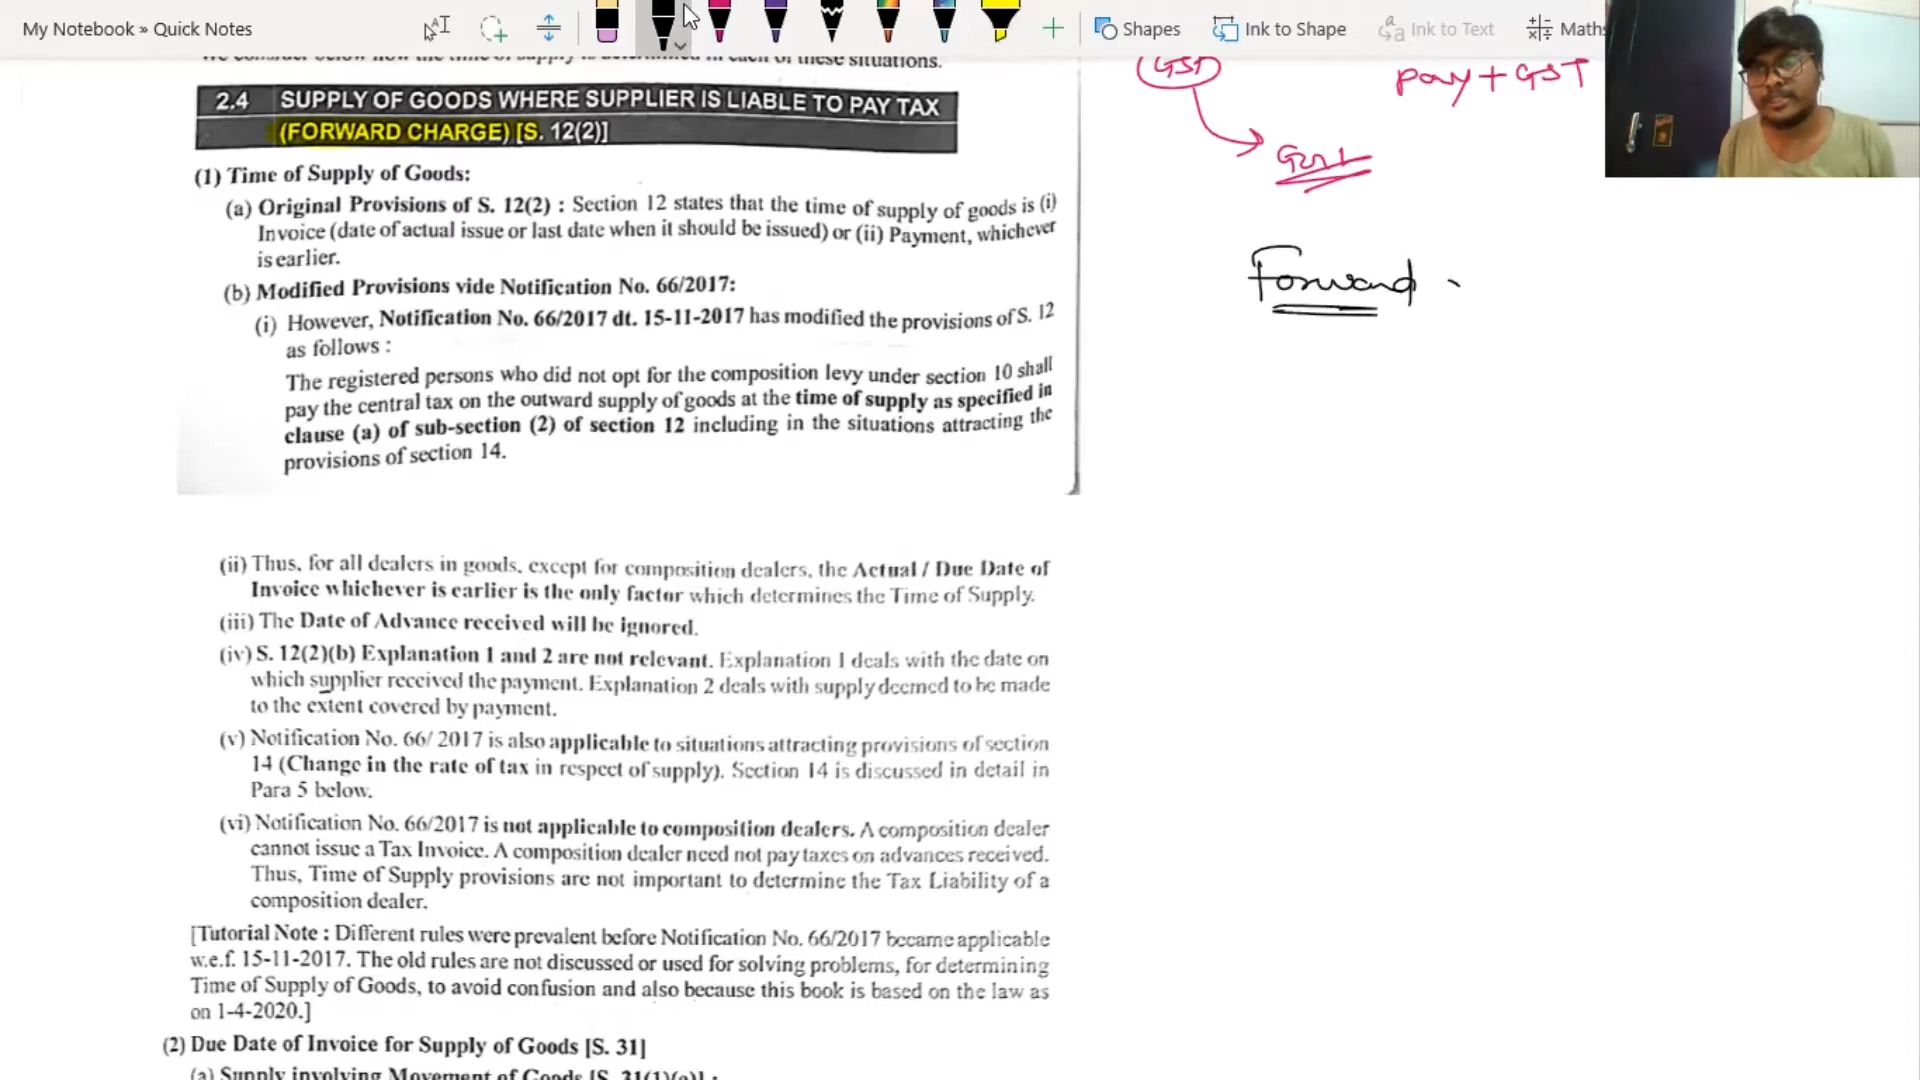 My Notebook » Quick Notes
Shapes
Ink to Shape
Ink to Text
Maths
of these situations.
2.4 SUPPLY OF GOODS WHERE SUPPLIER IS LIABLE TO PAY TAX
(FORWARD CHARGE) [S. 12(2)]
(1) Time of Supply of Goods:
(a) Original Provisions of S. 12(2) : Section 12 states that the time of supply of goods is (i)
Invoice (date of actual issue or last date when it should be issued) or (ii) Payment, whichever
is earlier.
(b) Modified Provisions vide Notification No. 66/2017:
(i) However, Notification No. 66/2017 dt. 15-11-2017 has modified the provisions of S. 12
as follows :
The registered persons who did not opt for the composition levy under section 10 shall
pay the central tax on the outward supply of goods at the time of supply as specified in
clause (a) of sub-section (2) of section 12 including in the situations attracting the
provisions of section 14.
(ii) Thus, for all dealers in goods, except for composition dealers, the Actual / Due Date of
Invoice whichever is earlier is the only factor which determines the Time of Supply.
(iii) The Date of Advance received will be ignored.
(iv) S. 12(2)(b) Explanation 1 and 2 are not relevant. Explanation 1 deals with the date on
which supplier received the payment. Explanation 2 deals with supply deemed to be made
to the extent covered by payment.
(v) Notification No. 66/ 2017 is also applicable to situations attracting provisions of section
14 (Change in the rate of tax in respect of supply). Section 14 is discussed in detail in
Para 5 below.
(vi) Notification No. 66/2017 is not applicable to composition dealers. A composition dealer
cannot issue a Tax Invoice. A composition dealer need not pay taxes on advances received.
Thus, Time of Supply provisions are not important to determine the Tax Liability of a
composition dealer.
[Tutorial Note : Different rules were prevalent before Notification No. 66/2017 became applicable
w.e.f. 15-11-2017. The old rules are not discussed or used for solving problems, for determining
Time of Supply of Goods, to avoid confusion and also because this book is based on the law as
on 1-4-2020.]
(2) Due Date of Invoice for Supply of Goods [S. 31]
(a) Supply involving Movement of Goods [S. 31(1)(a)] :
pay + GST
Forward